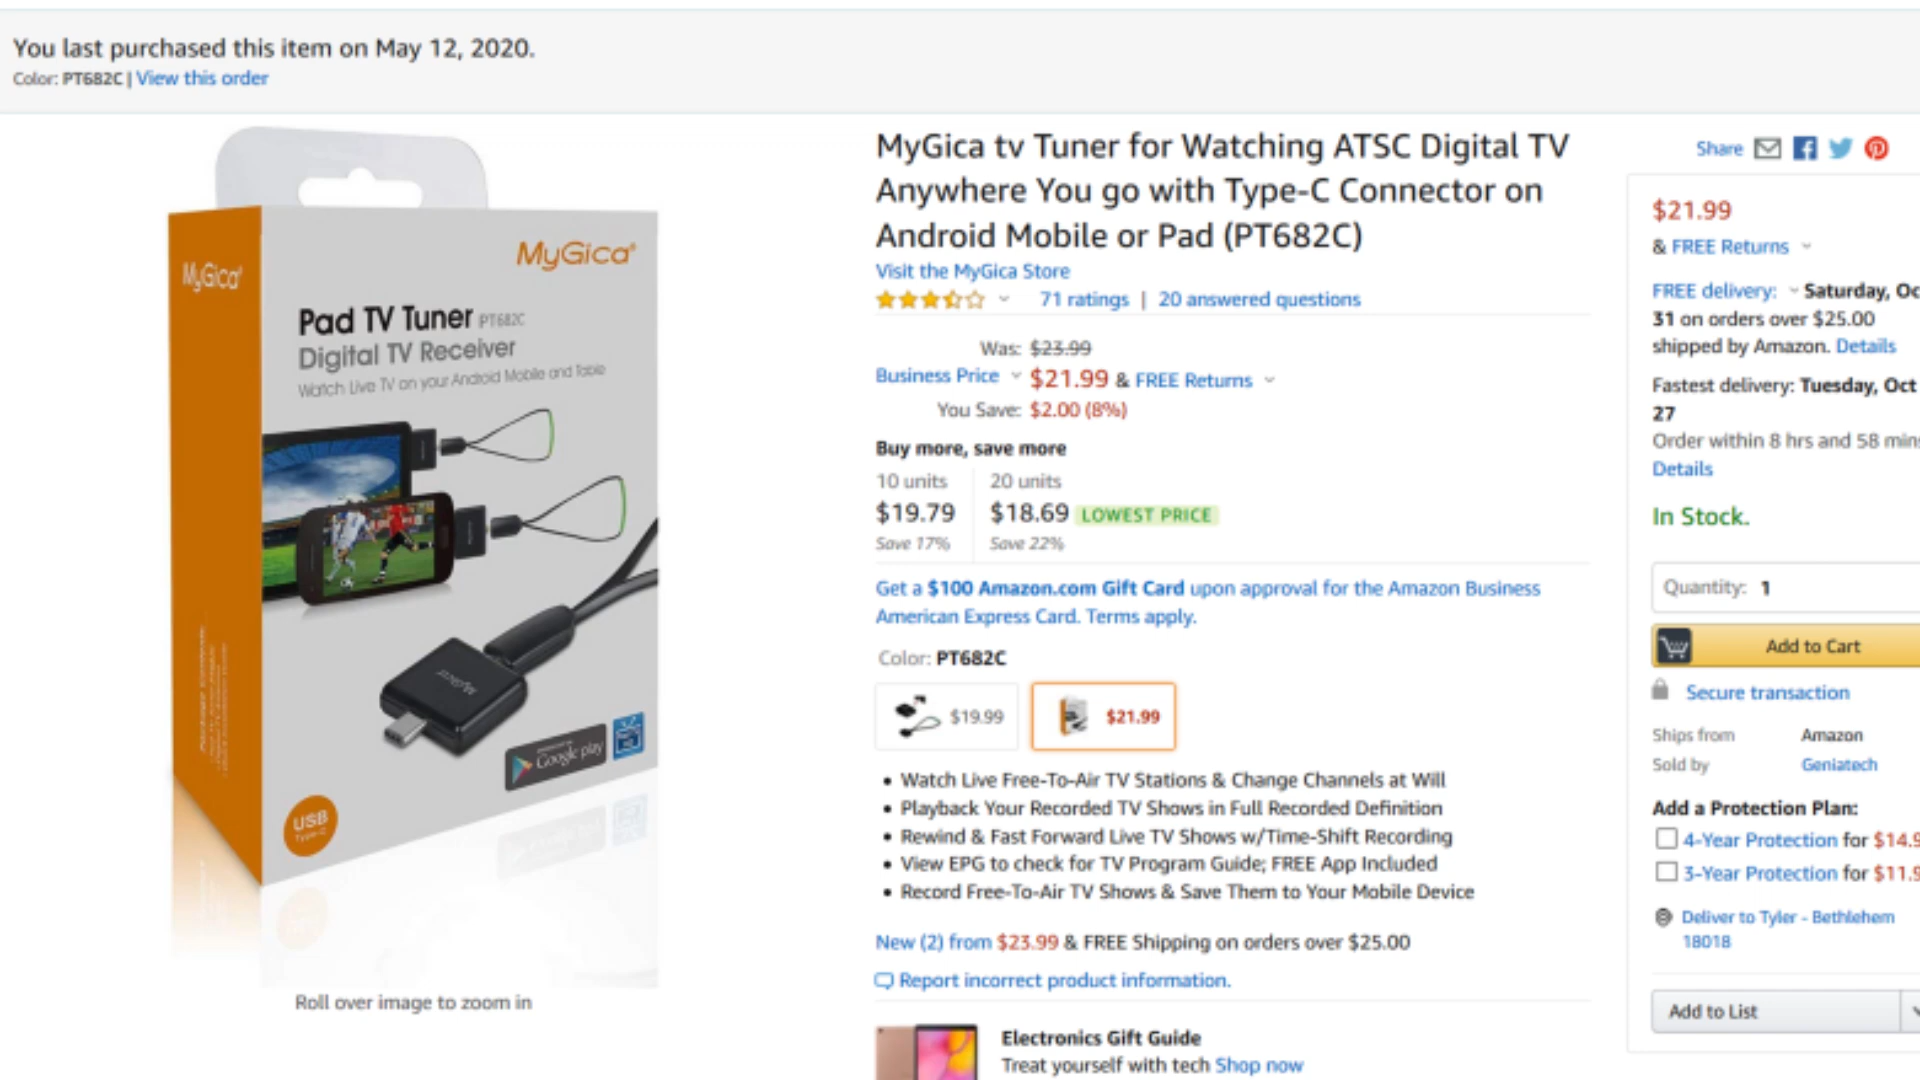 You last purchased this item on May 12, 2020.
Color: PT682C | View this order
MyGica
MyGica
Pad TV Tuner PT682C
Digital TV Receiver
Watch Live TV on your Android Mobile and Table
MyGica
Google play
USB
Type-C
Roll over image to zoom in
MyGica tv Tuner for Watching ATSC Digital TV
Anywhere You go with Type-C Connector on
Android Mobile or Pad (PT682C)
Visit the MyGica Store
71 ratings | 20 answered questions
Was: $23.99
Business Price $21.99 & FREE Returns
You Save: $2.00 (8%)
Buy more, save more
10 units 20 units
$19.79 $18.69 LOWEST PRICE
Save 17% Save 22%
Get a $100 Amazon.com Gift Card upon approval for the Amazon Business
American Express Card. Terms apply.
Color: PT682C
$19.99 $21.99
• Watch Live Free-To-Air TV Stations & Change Channels at Will
• Playback Your Recorded TV Shows in Full Recorded Definition
• Rewind & Fast Forward Live TV Shows w/Time-Shift Recording
• View EPG to check for TV Program Guide; FREE App Included
• Record Free-To-Air TV Shows & Save Them to Your Mobile Device
New (2) from $23.99 & FREE Shipping on orders over $25.00
Report incorrect product information.
Electronics Gift Guide
Treat yourself with tech Shop now
Share
$21.99
& FREE Returns
FREE delivery: Saturday, Oc
31 on orders over $25.00
shipped by Amazon. Details
Fastest delivery: Tuesday, Oct
27
Order within 8 hrs and 58 mins
Details
In Stock.
Quantity: 1
Add to Cart
Secure transaction
Ships from Amazon
Sold by Geniatech
Add a Protection Plan:
4-Year Protection for $14.9
3-Year Protection for $11.9
Deliver to Tyler - Bethlehem
18018
Add to List